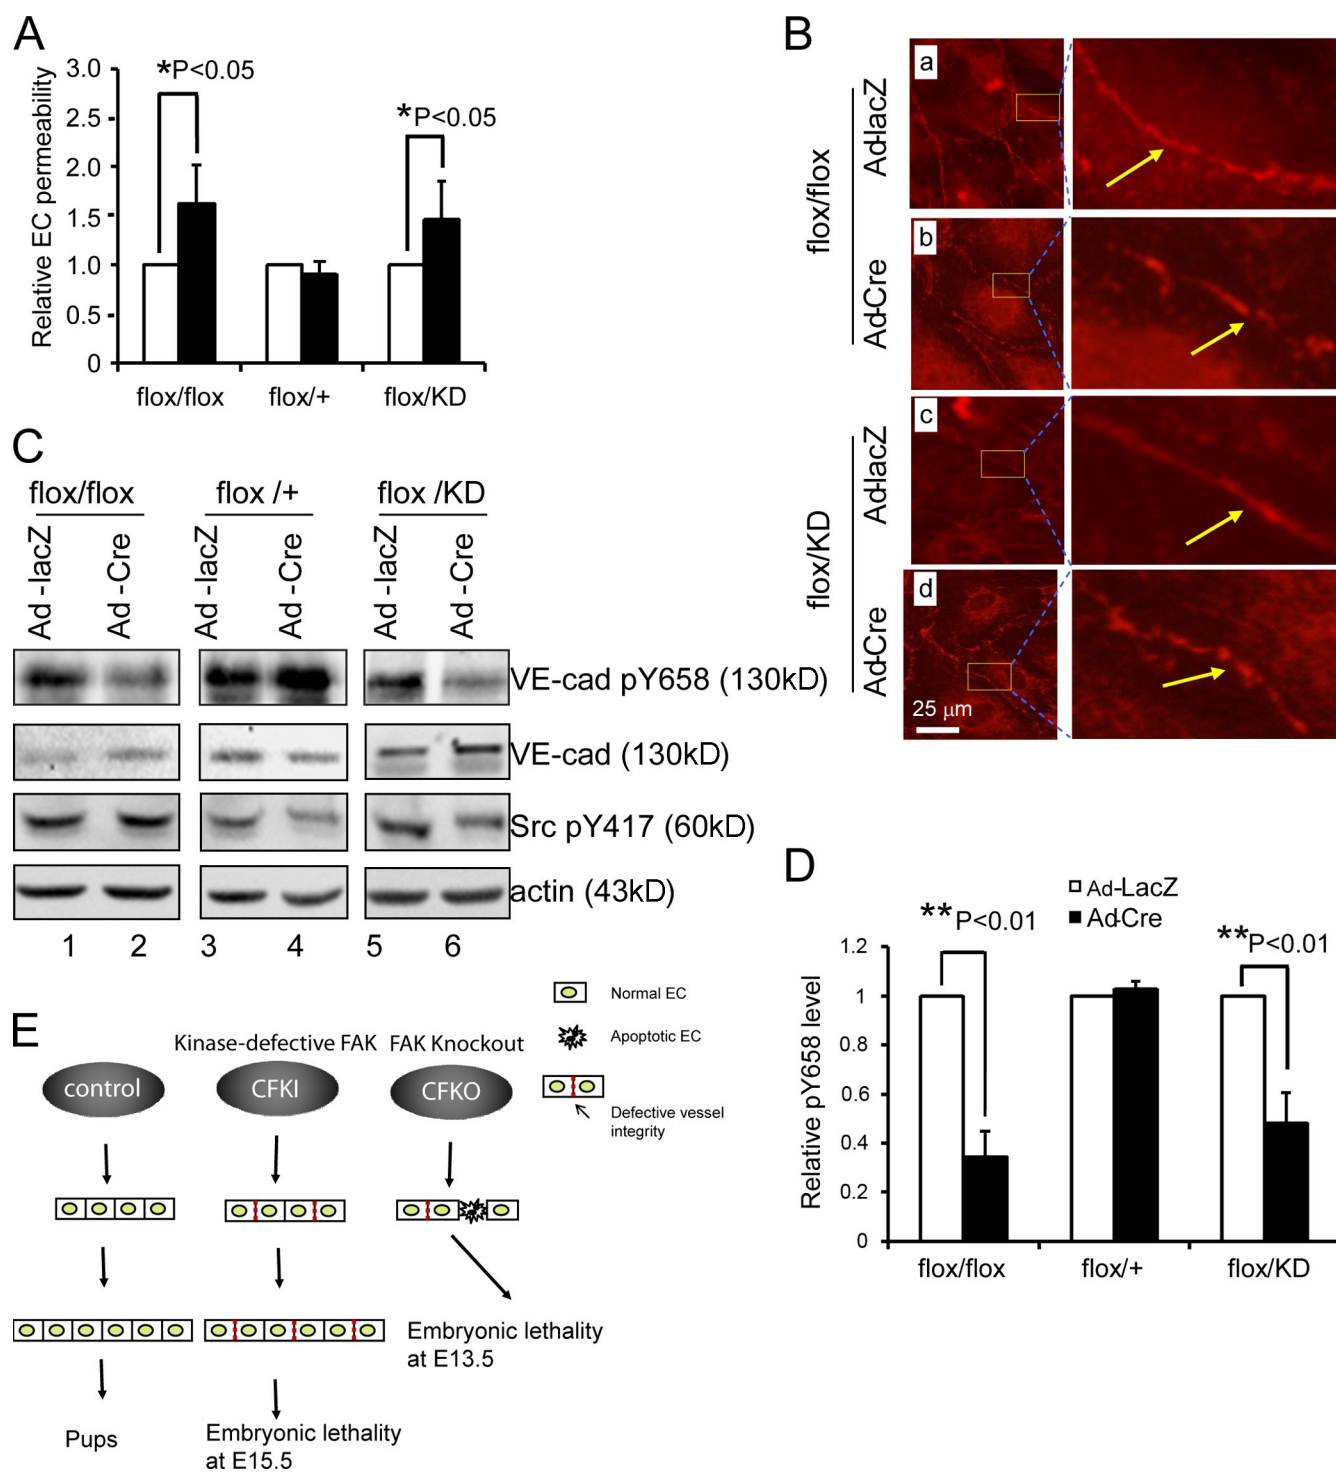 A
Relative EC permeability
3.0
2.5
2.0
1.5
1.0
0.5
0
*P<0.05
*P<0.05
flox/flox
flox/+
flox/KD
B
flox/flox
Ad-lacZ
Ad-Cre
flox/KD
Ad-lacZ
Ad-Cre
a
b
c
d
25 μm
C
flox/flox
flox /+
flox /KD
Ad -lacZ
Ad -Cre
Ad -lacZ
Ad -Cre
Ad -lacZ
Ad -Cre
VE-cad pY658 (130kD)
VE-cad (130kD)
Src pY417 (60kD)
actin (43kD)
1 2 3 4 5 6
D
Ad-LacZ
Ad-Cre
**P<0.01
**P<0.01
Relative pY658 level
1.2
1
0.8
0.6
0.4
0.2
0
flox/flox
flox/+
flox/KD
E
Normal EC
Apoptotic EC
Defective vessel
integrity
Kinase-defective FAK
FAK Knockout
control
CFKI
CFKO
Embryonic lethality
at E13.5
Pups
Embryonic lethality
at E15.5